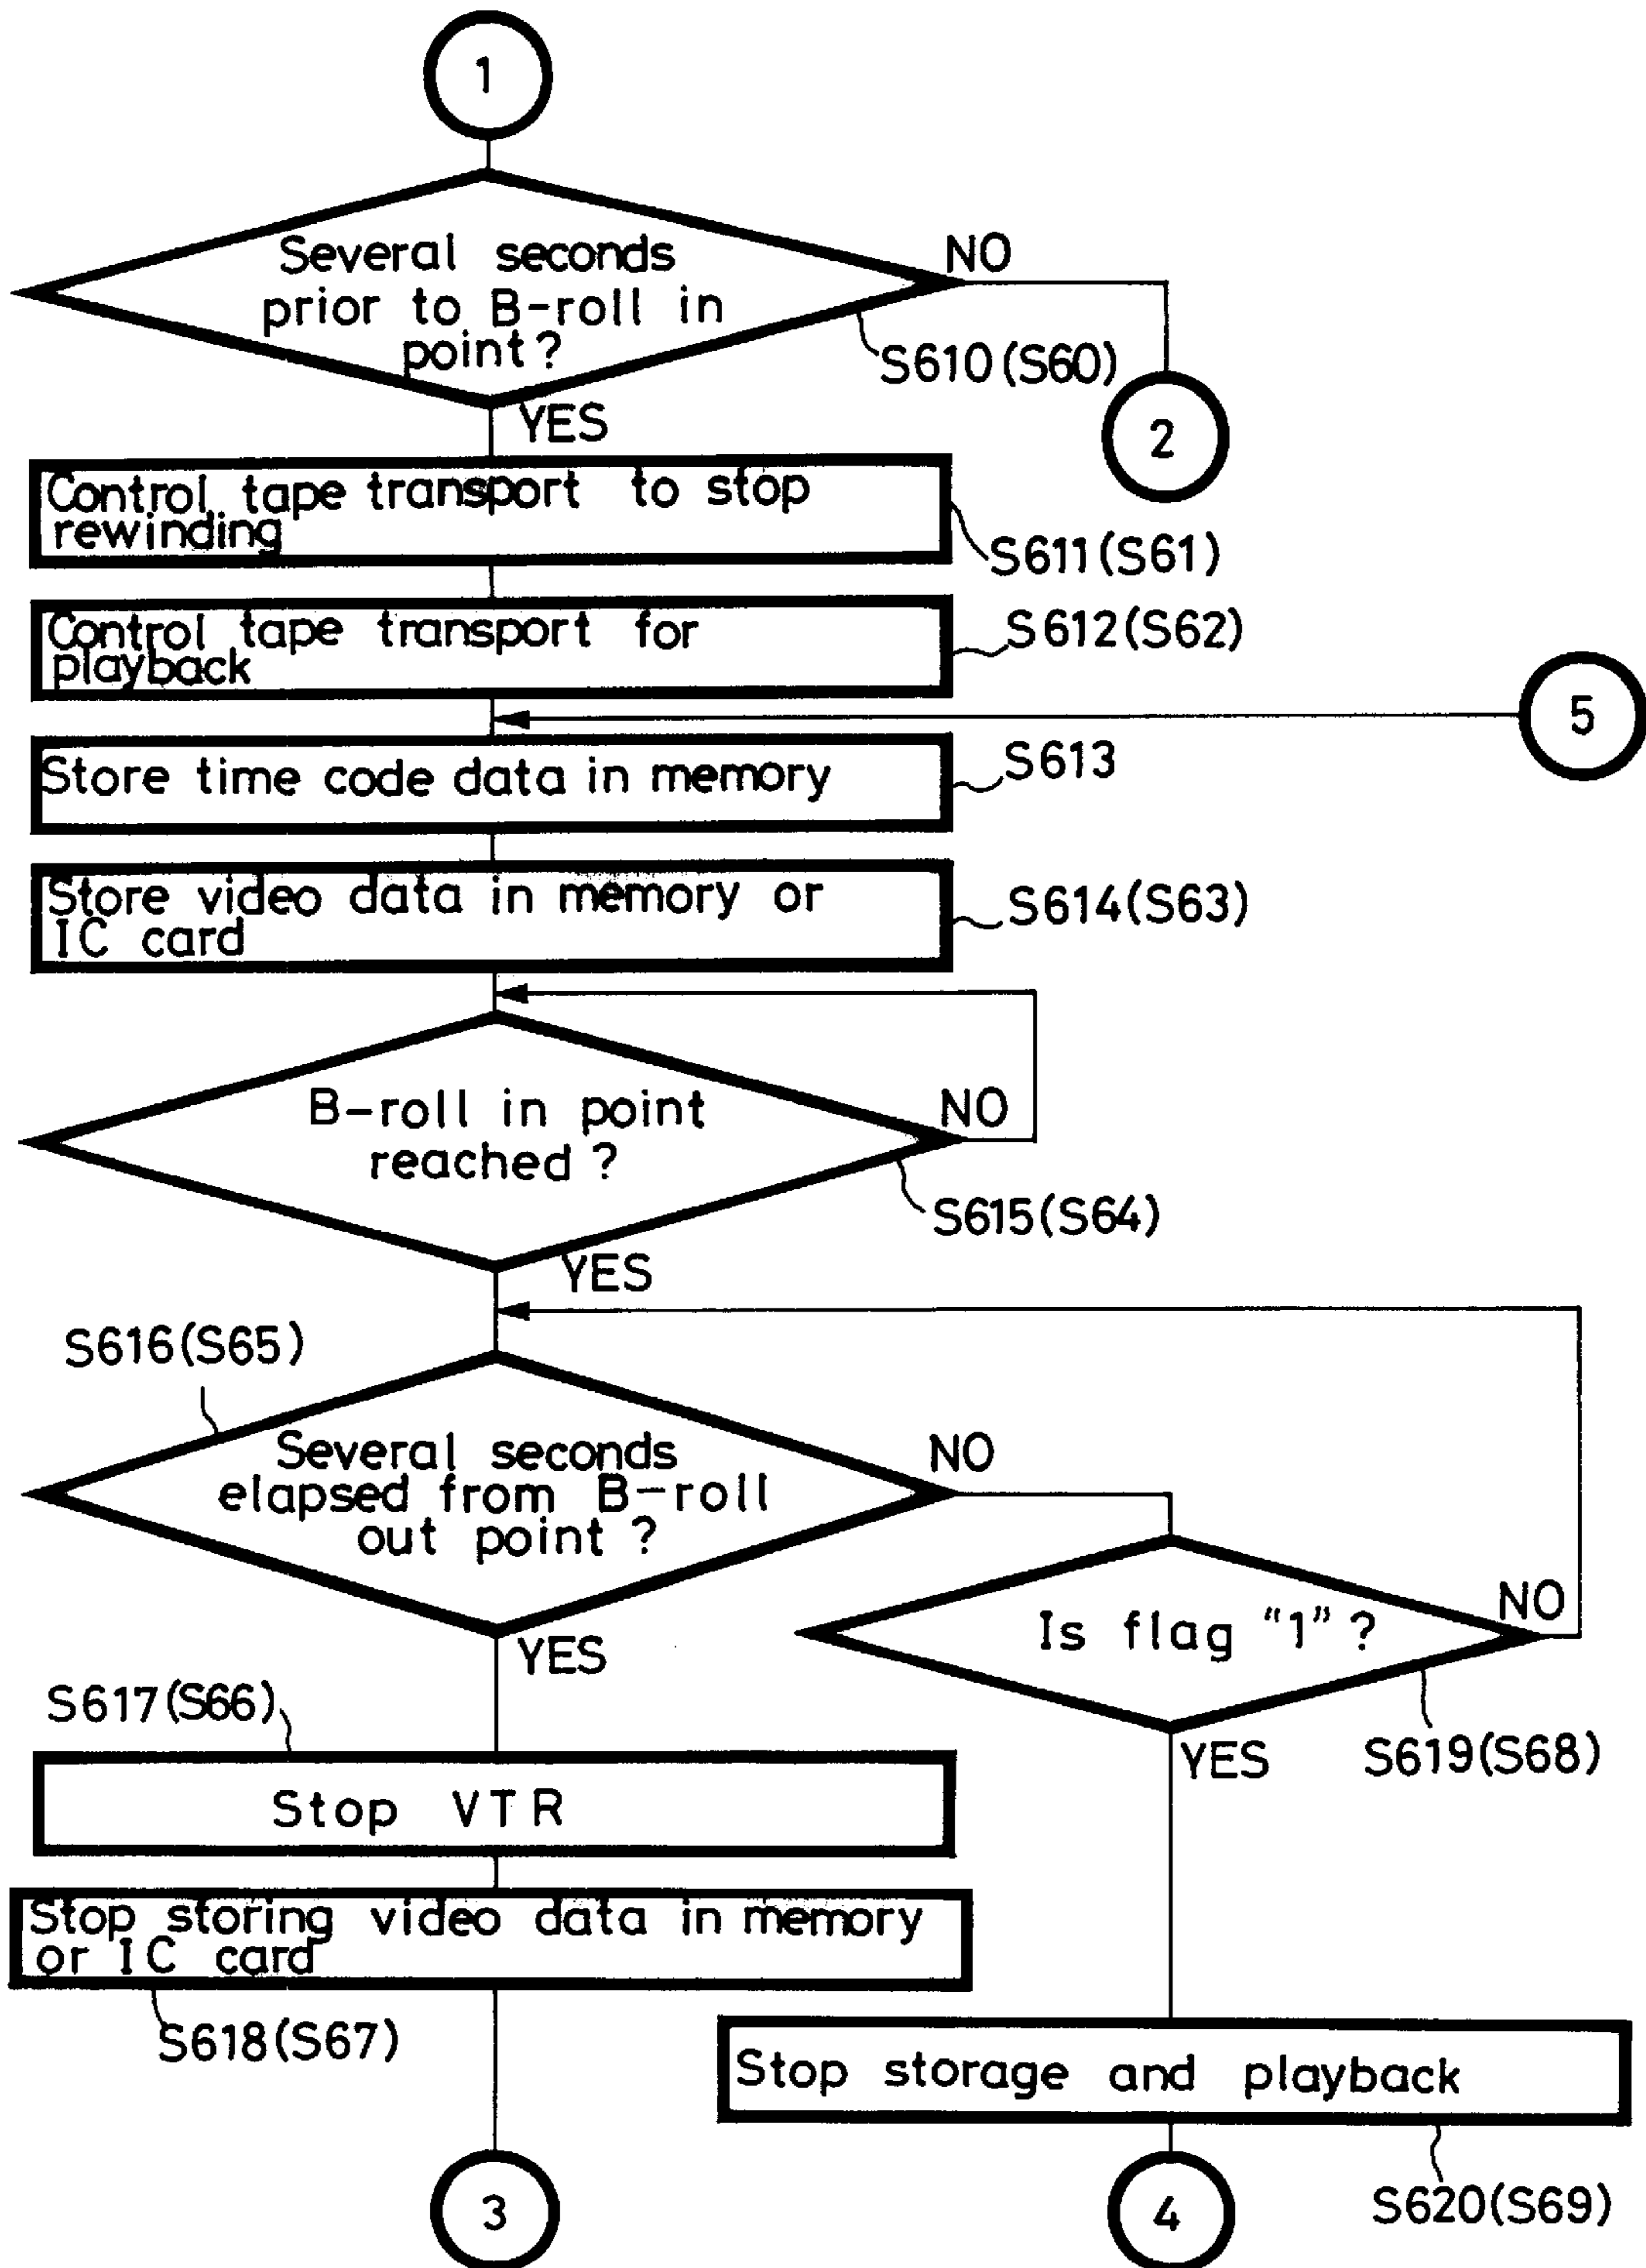 1
Several seconds
prior to B-roll in
point?
NO
S610(S60)
2
YES
Control tape transport to stop
rewinding
S611(S61)
Control tape transport for
playback
S612(S62)
5
Store time code data in memory
S613
Store video data in memory or
IC card
S614(S63)
B-roll in point
reached?
NO
S615(S64)
YES
S616(S65)
Several seconds
elapsed from B-roll
out point?
NO
YES
Is flag "1"?
NO
S619(S68)
YES
S617(S66)
Stop VTR
Stop storing video data in memory
or IC card
S618(S67)
Stop storage and playback
S620(S69)
3
4